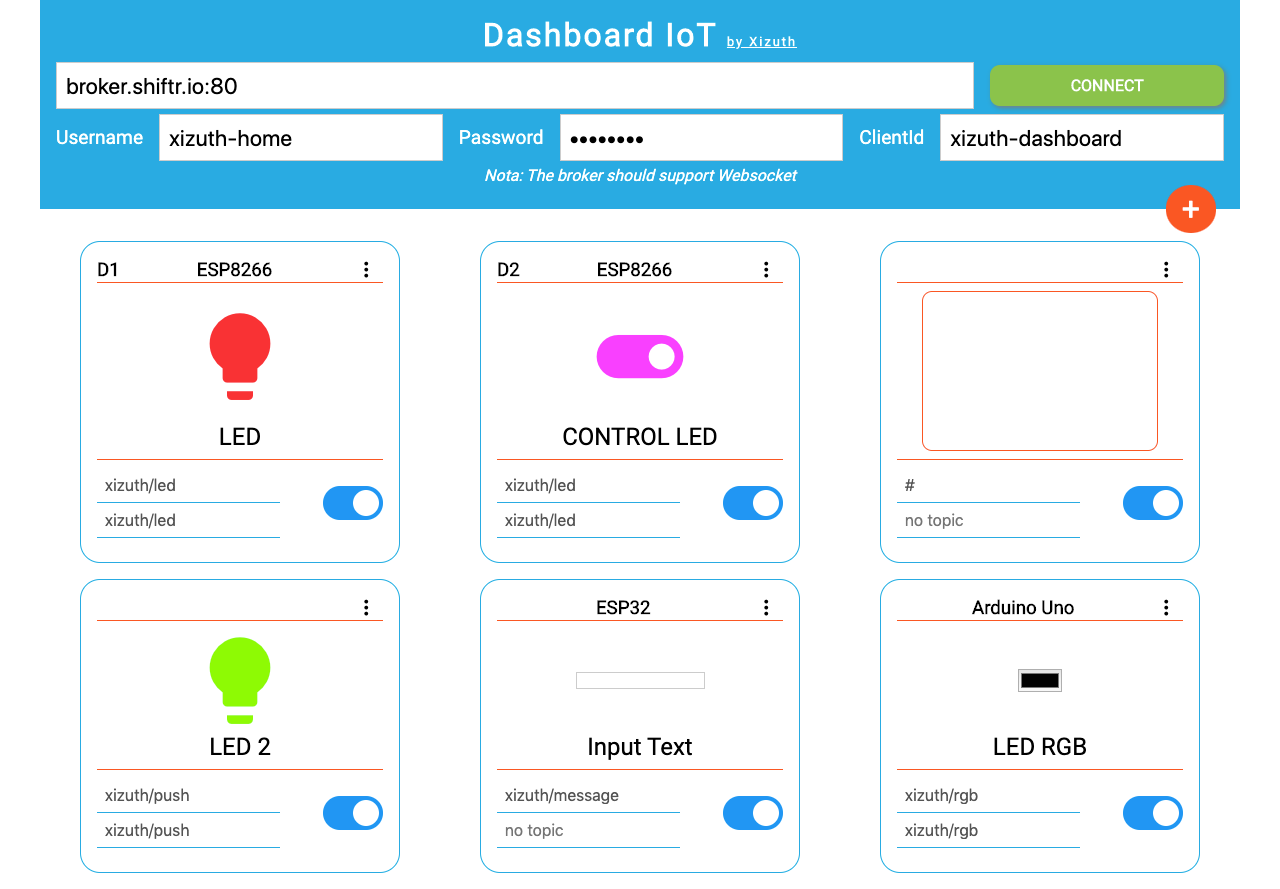 Dashboard IoT by Xizuth
broker.shiftr.io:80
CONNECT
Username
xizuth-home
Password
••••••••
ClientId
xizuth-dashboard
Nota: The broker should support Websocket
+
D1
ESP8266
LED
xizuth/led
xizuth/led
D2
ESP8266
CONTROL LED
xizuth/led
xizuth/led
#
no topic
LED 2
xizuth/push
xizuth/push
ESP32
Input Text
xizuth/message
no topic
Arduino Uno
LED RGB
xizuth/rgb
xizuth/rgb